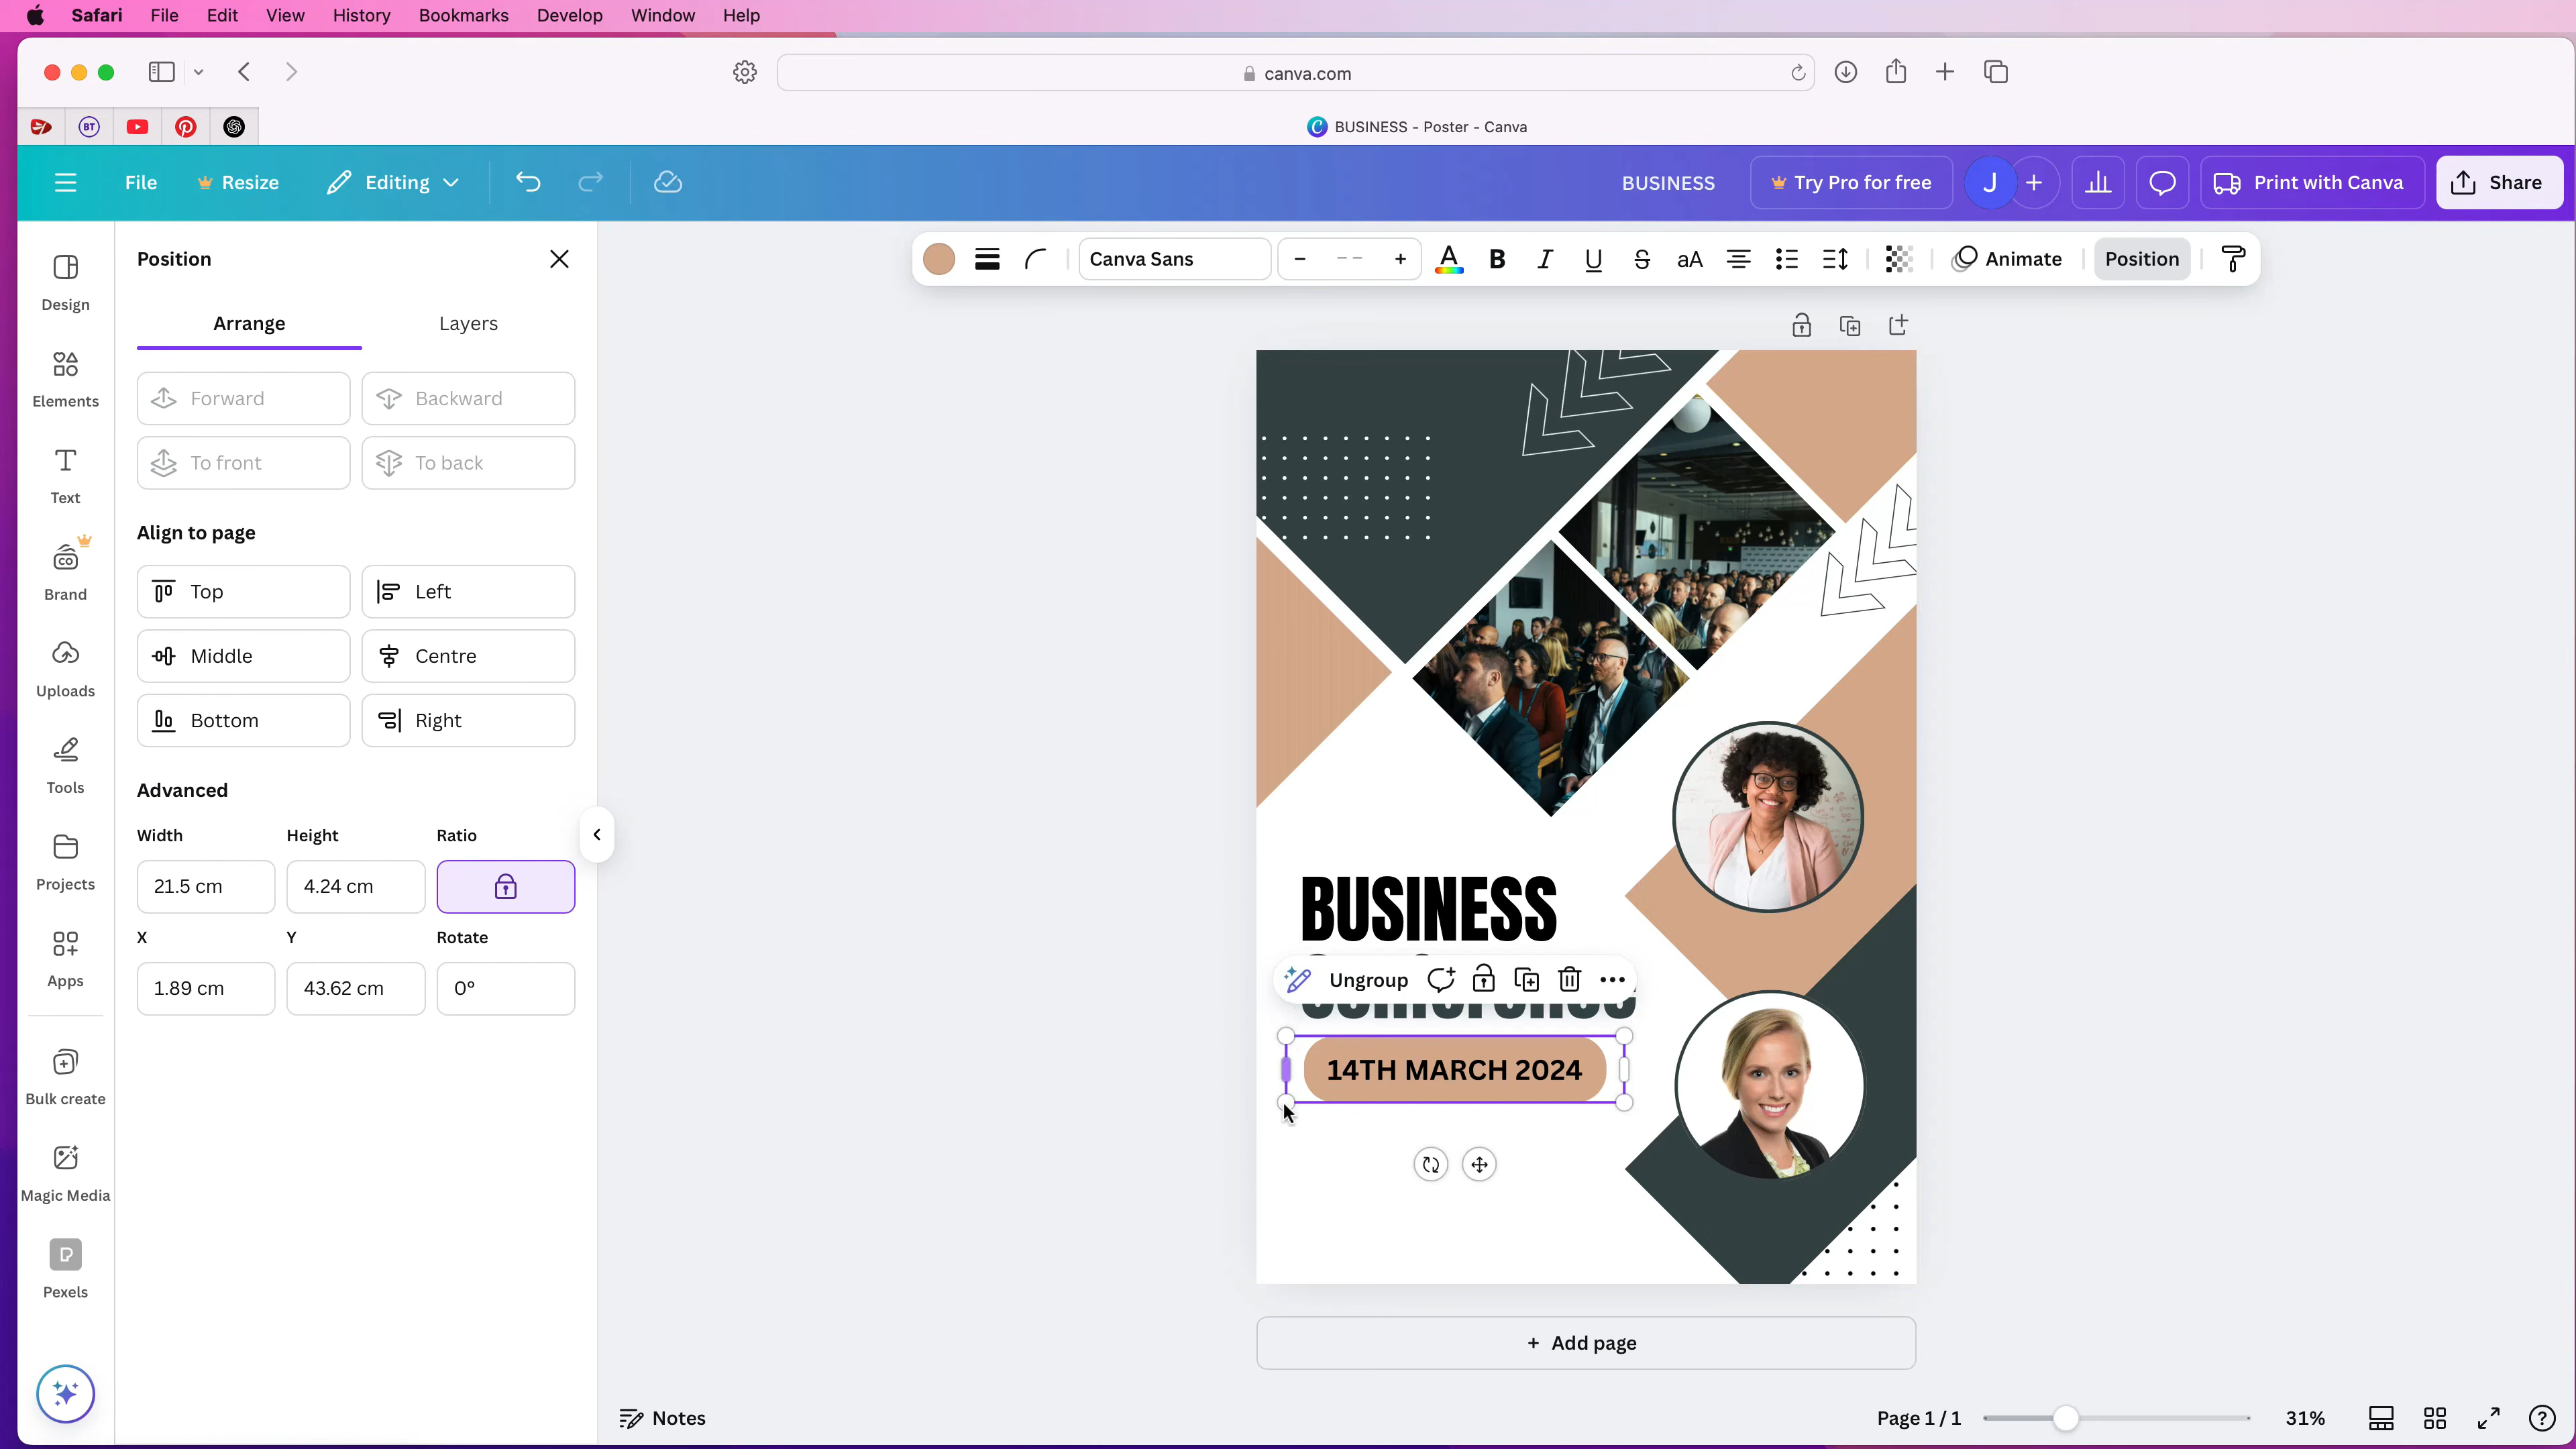 Safari File Edit View History Bookmarks Develop Window Help
canva.com
BT
BUSINESS - Poster - Canva
File Resize Editing BUSINESS Try Pro for free J + Print with Canva Share
Position
Canva Sans - -- + A B I U S aA Animate Position
Arrange Layers
Forward Backward
To front To back
Align to page
Top Left
Middle Centre
Bottom Right
Advanced
Width Height Ratio
21.5 cm 4.24 cm
X Y Rotate
1.89 cm 43.62 cm 0°
Design
Elements
Text
Brand
Uploads
Tools
Projects
Apps
Bulk create
Magic Media
Pexels
BUSINESS
Ungroup
14TH MARCH 2024
+ Add page
Notes
Page 1 / 1 31%